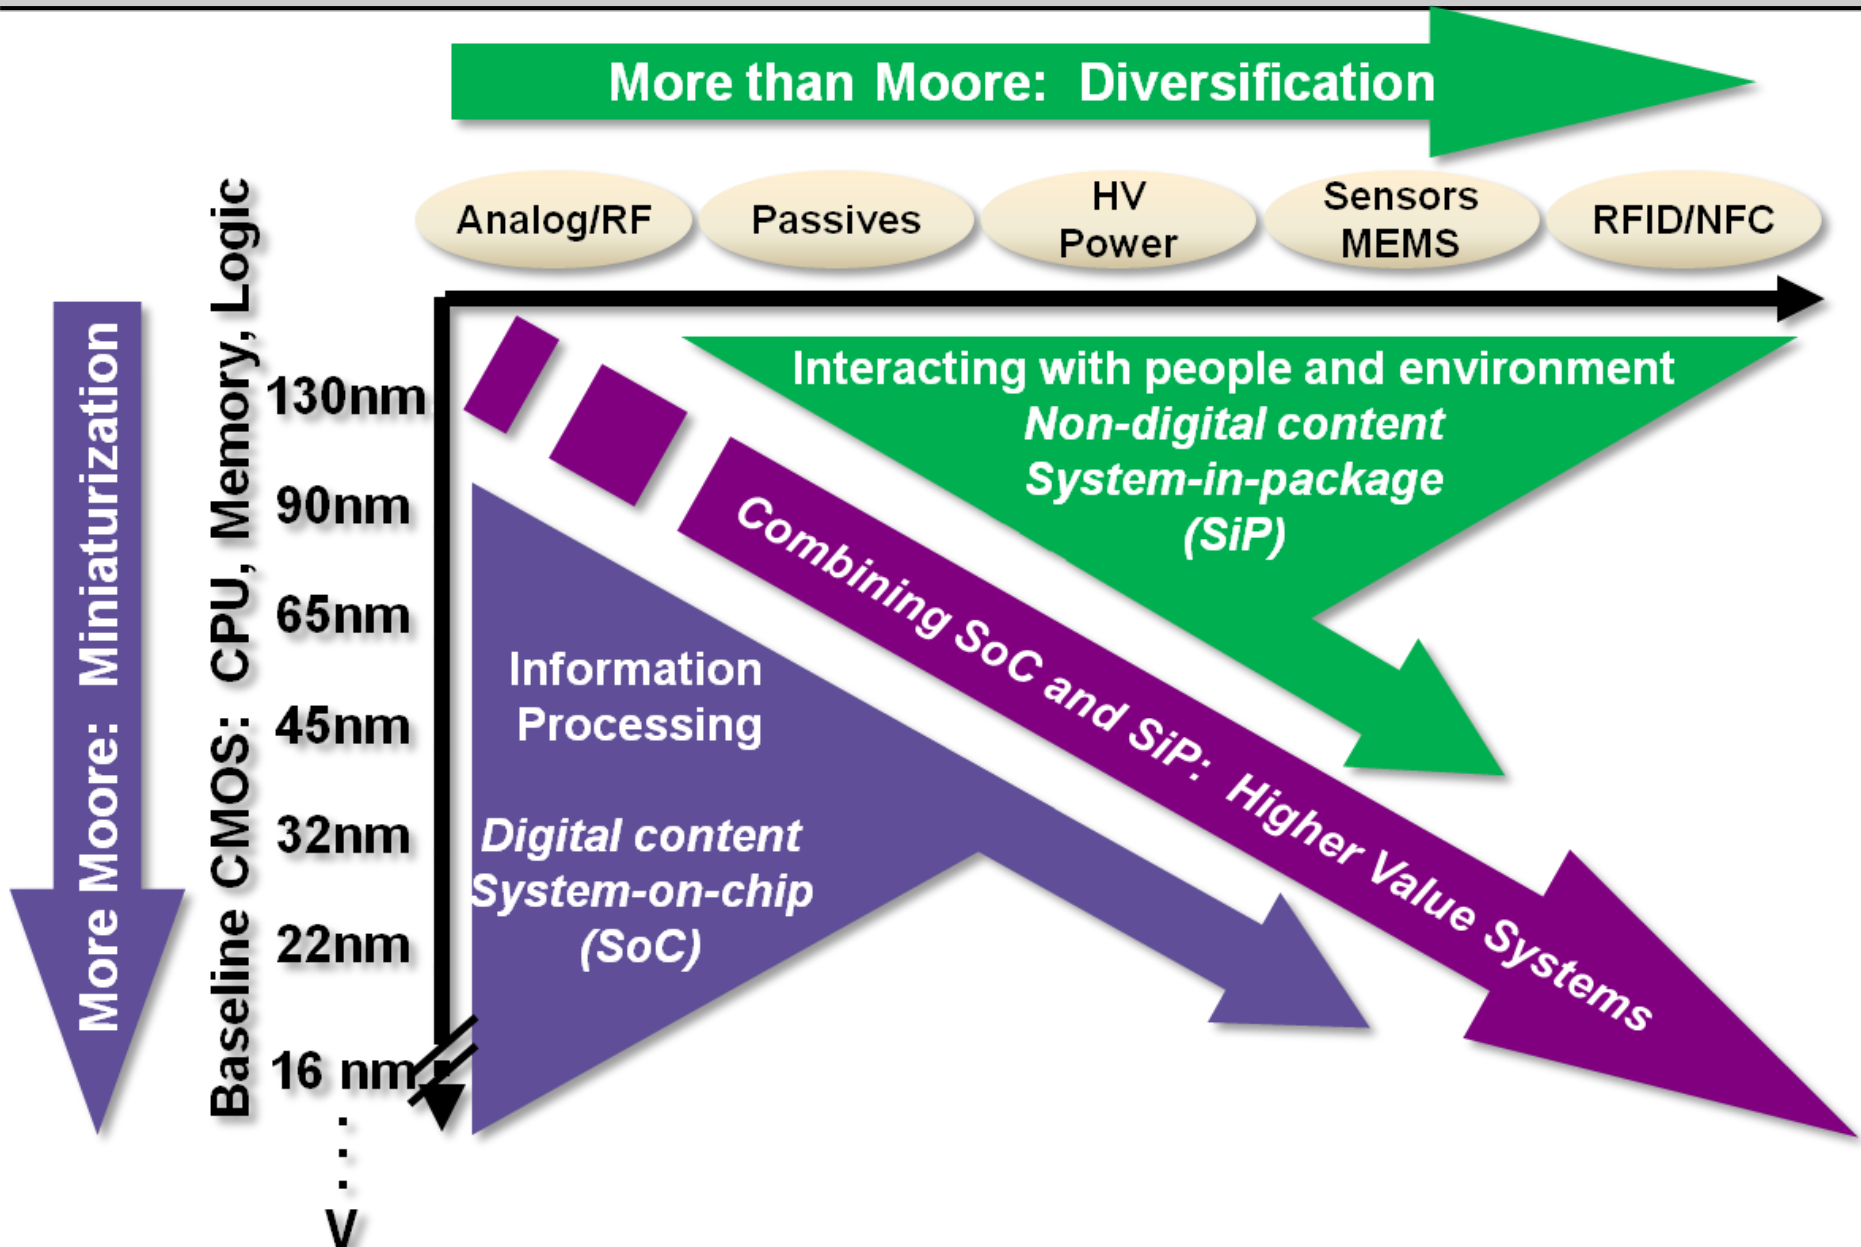 More than Moore:  Diversification
Analog/RF
Passives
HV
Power
Sensors
MEMS
RFID/NFC
More Moore:  Miniaturization
Baseline CMOS:  CPU, Memory, Logic
130nm
90nm
65nm
45nm
32nm
22nm
16 nm
.
.
.
V
Interacting with people and environment
Non-digital content
System-in-package
(SiP)
Combining SoC and SiP:  Higher Value Systems
Information
Processing
Digital content
System-on-chip
(SoC)